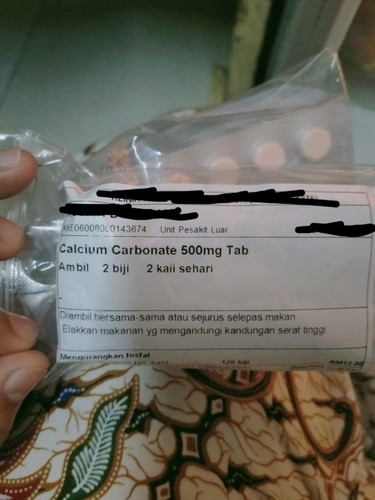 Unit Pesakit Luar
Calcium Carbonate 500mg Tab
Ambil 2 biji 2 kali sehari
-
Diambil bersama-sama atau sejurus selepas makan
Elakkan makanan yg mengandungi kandungan serat tinggi
Mengurangkan fosfat
120 biji